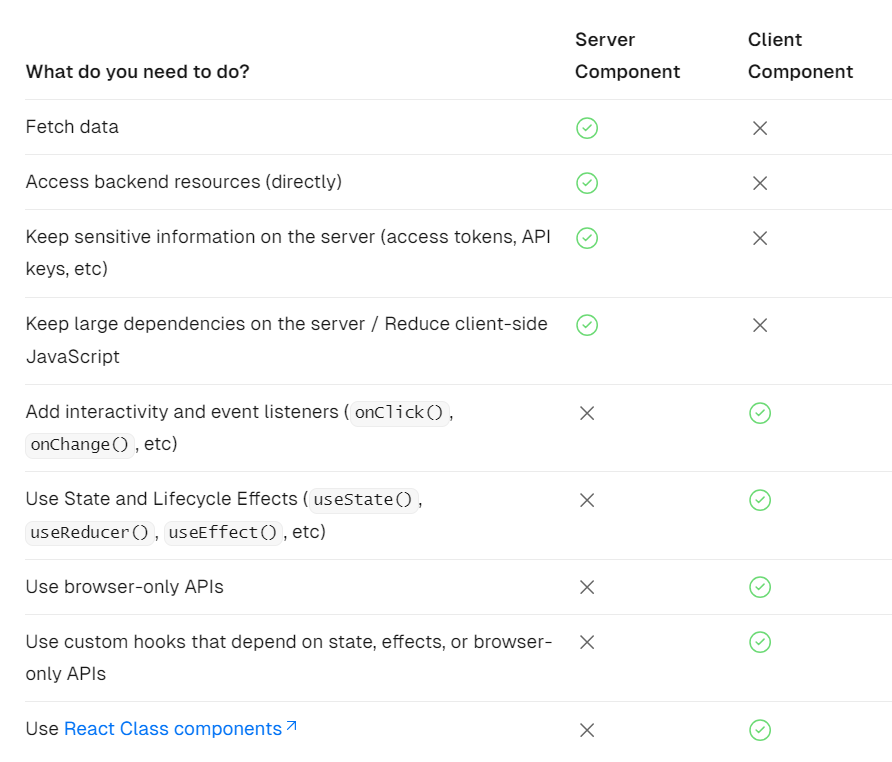 Server Client
What do you need to do? Component Component
Fetch data
Access backend resources (directly)
Keep sensitive information on the server (access tokens, API
keys, etc)
Keep large dependencies on the server / Reduce client-side
JavaScript
Add interactivity and event listeners ( onClick() ,
onChange() , etc)
Use State and Lifecycle Effects ( useState() ,
useReducer() , useEffect() , etc)
Use browser-only APIs
Use custom hooks that depend on state, effects, or browser-
only APIs
Use React Class components